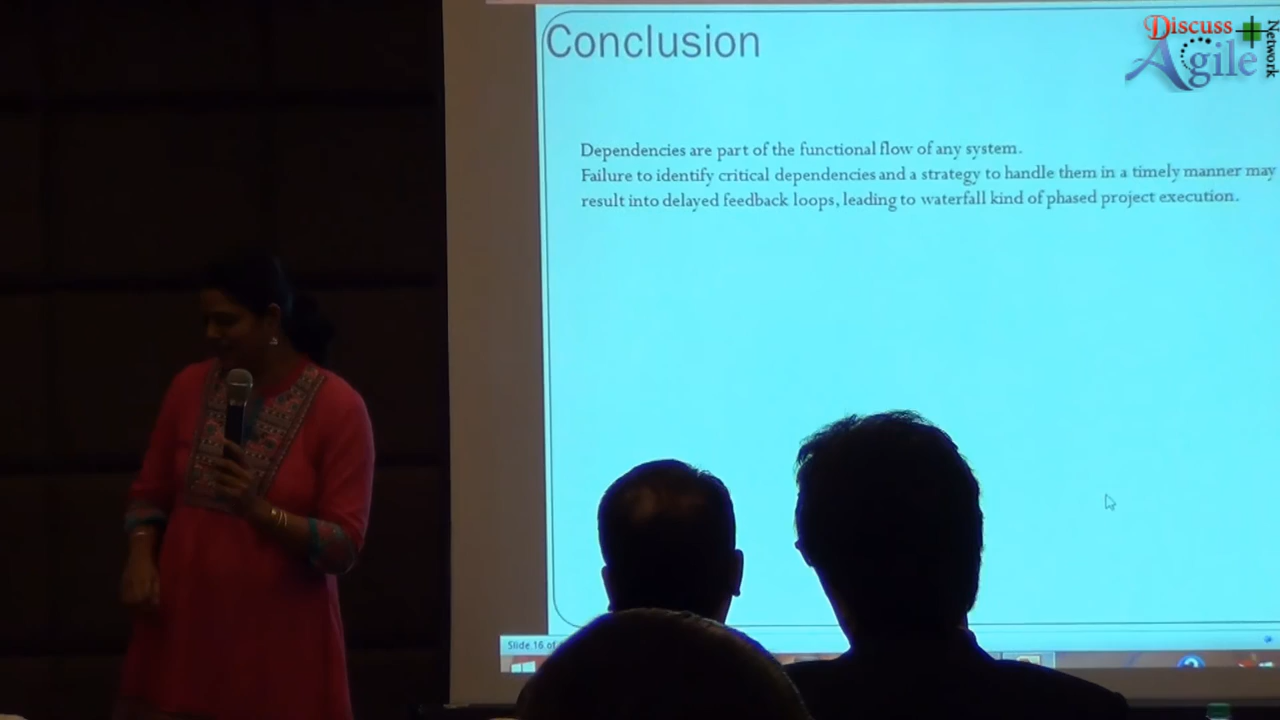 Conclusion
Discuss
Agile
Network
Dependencies are part of the functional flow of any system.
Failure to identify critical dependencies and a strategy to handle them in a timely manner may
result into delayed feedback loops, leading to waterfall kind of phased project execution.
Slide 16 of